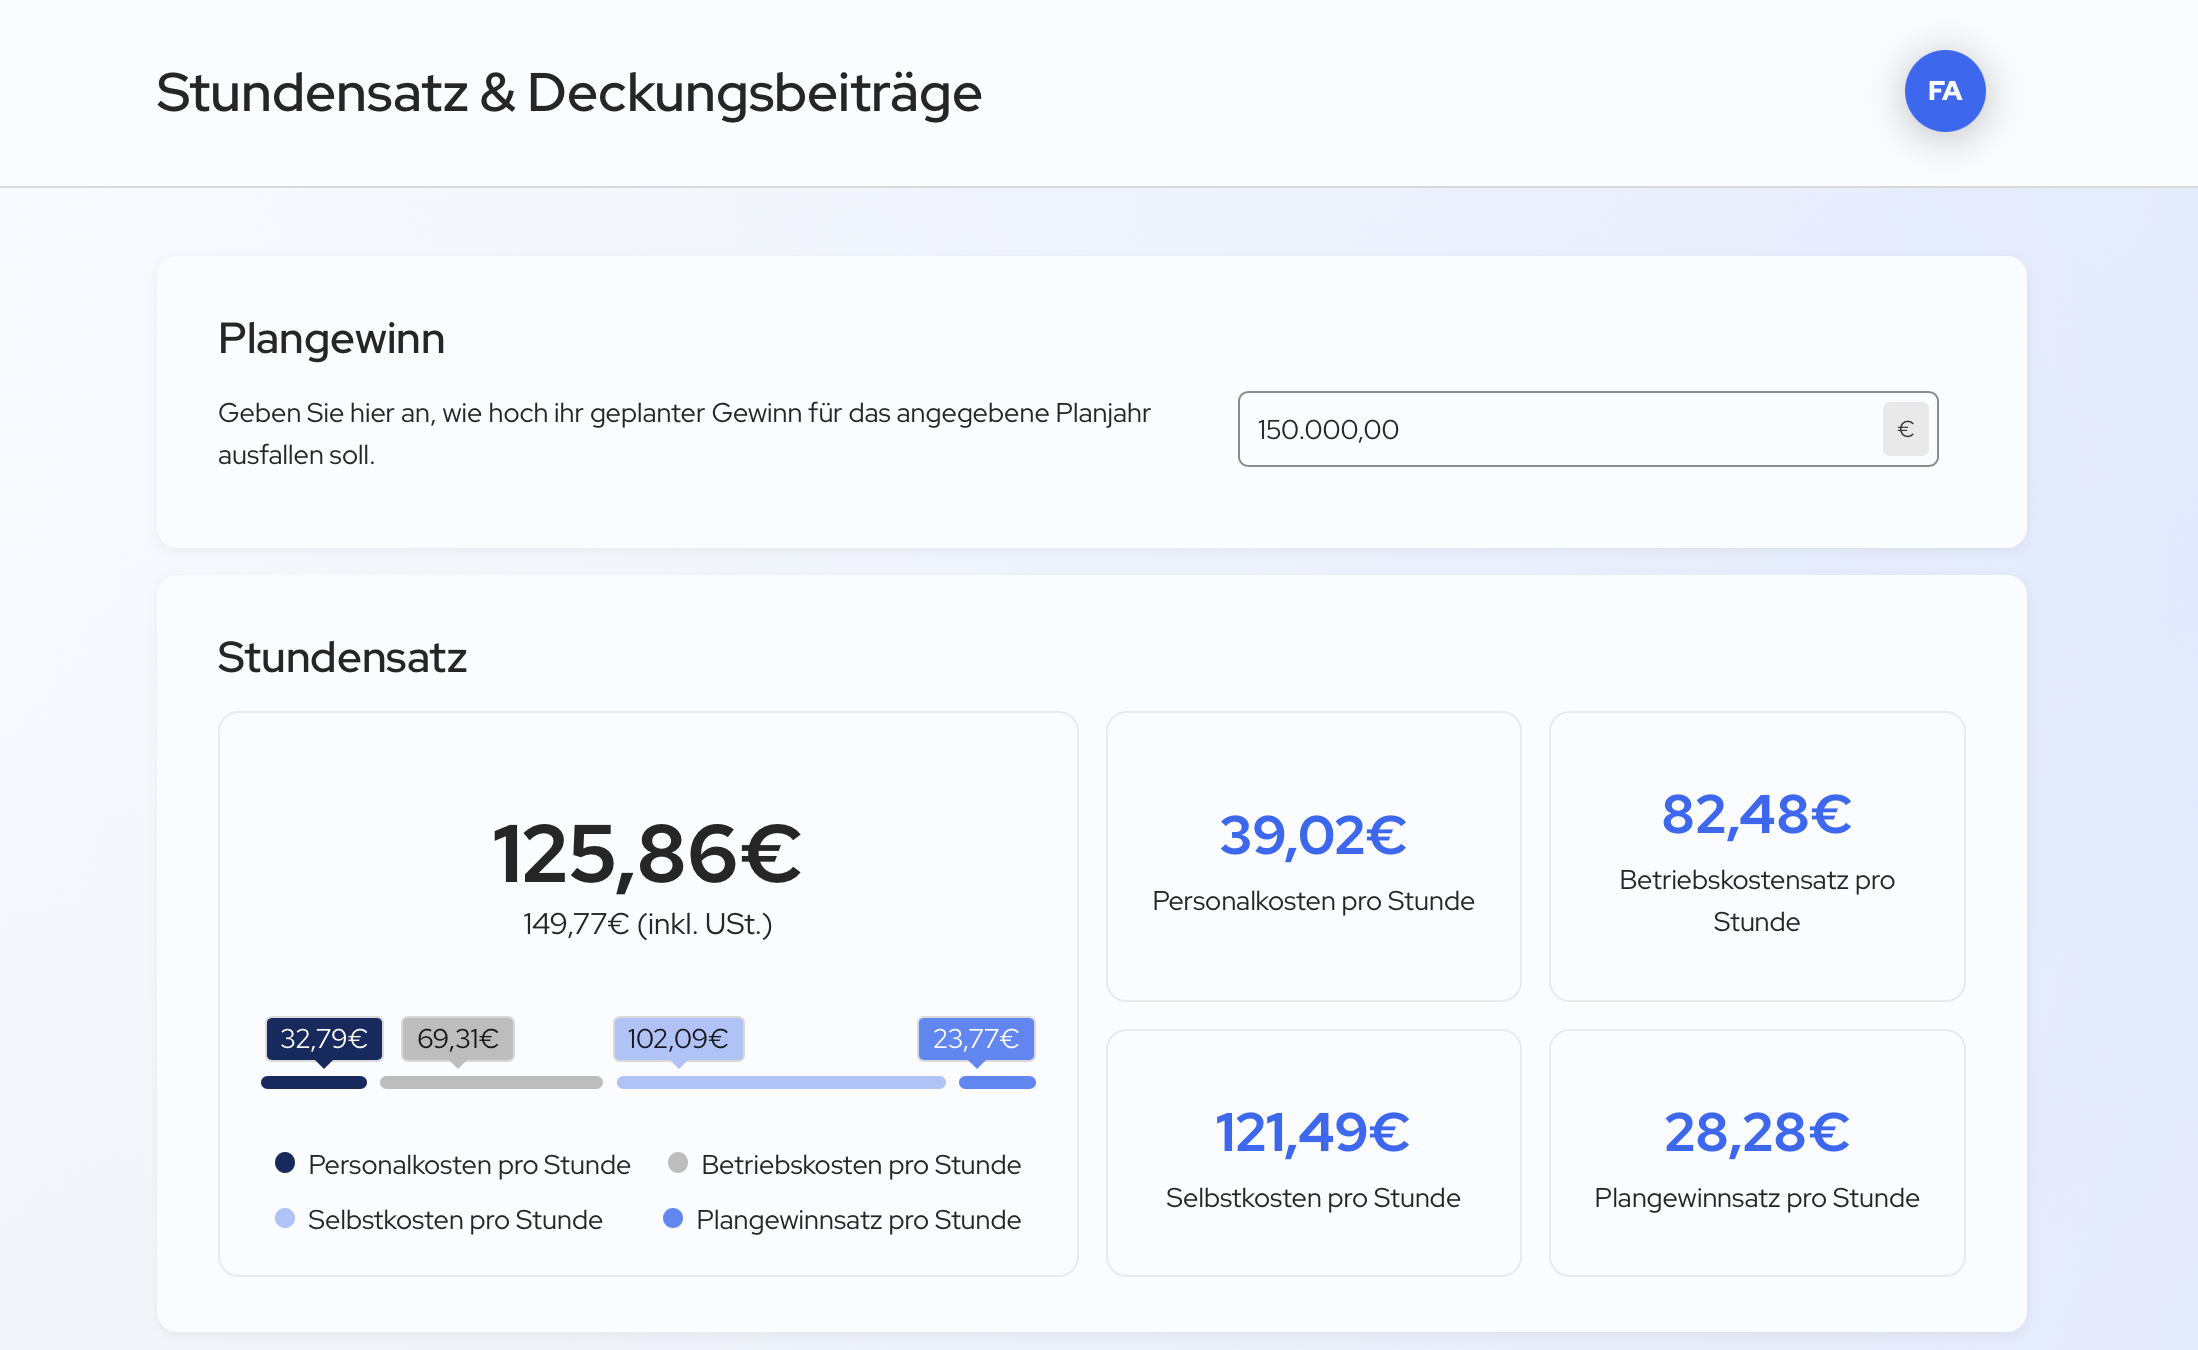 Stundensatz & Deckungsbeiträge
FA
Plangewinn
Geben Sie hier an, wie hoch ihr geplanter Gewinn für das angegebene Planjahr
ausfallen soll.
150.000,00
€
Stundensatz
125,86€
149,77€ (inkl. USt.)
32,79€
69,31€
102,09€
23,77€
Personalkosten pro Stunde
Betriebskosten pro Stunde
Selbstkosten pro Stunde
Plangewinnsatz pro Stunde
39,02€
Personalkosten pro Stunde
82,48€
Betriebskostensatz pro
Stunde
121,49€
Selbstkosten pro Stunde
28,28€
Plangewinnsatz pro Stunde